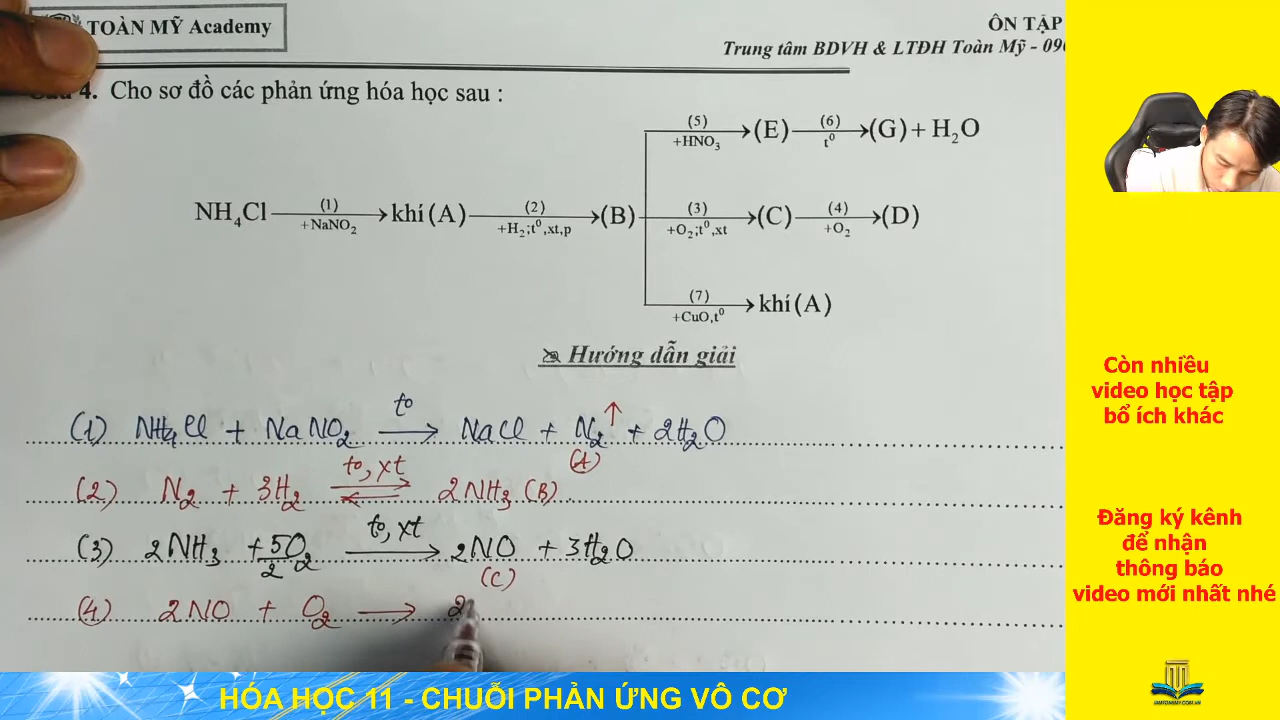 TOÀN MỸ Academy
ÔN TẬP
Trung tâm BDVH & LTĐH Toàn Mỹ - 090
4. Cho sơ đồ các phản ứng hóa học sau :
(5) +HNO₃ (E) (6) t⁰ (G) + H₂O
NH₄Cl (1) +NaNO₂ khí (A) (2) +H₂;t⁰,xt,p (B) (3) +O₂;t⁰,xt (C) (4) +O₂ (D)
(7) +CuO,t⁰ khí (A)
Hướng dẫn giải
(1) NH₄Cl + NaNO₂ →(t⁰) NaCl + N₂↑ + 2H₂O
(A)
(2) N₂ + 3H₂ ⇌(t⁰, xt) 2NH₃ (B)
(3) 2NH₃ + 5/2 O₂ →(t⁰, xt) 2NO + 3H₂O
(C)
(4) 2NO + O₂ → 2
Còn nhiều
video học tập
bổ ích khác
Đăng ký kênh
để nhận
thông báo
video mới nhất nhé
HÓA HỌC 11 - CHUỖI PHẢN ỨNG VÔ CƠ